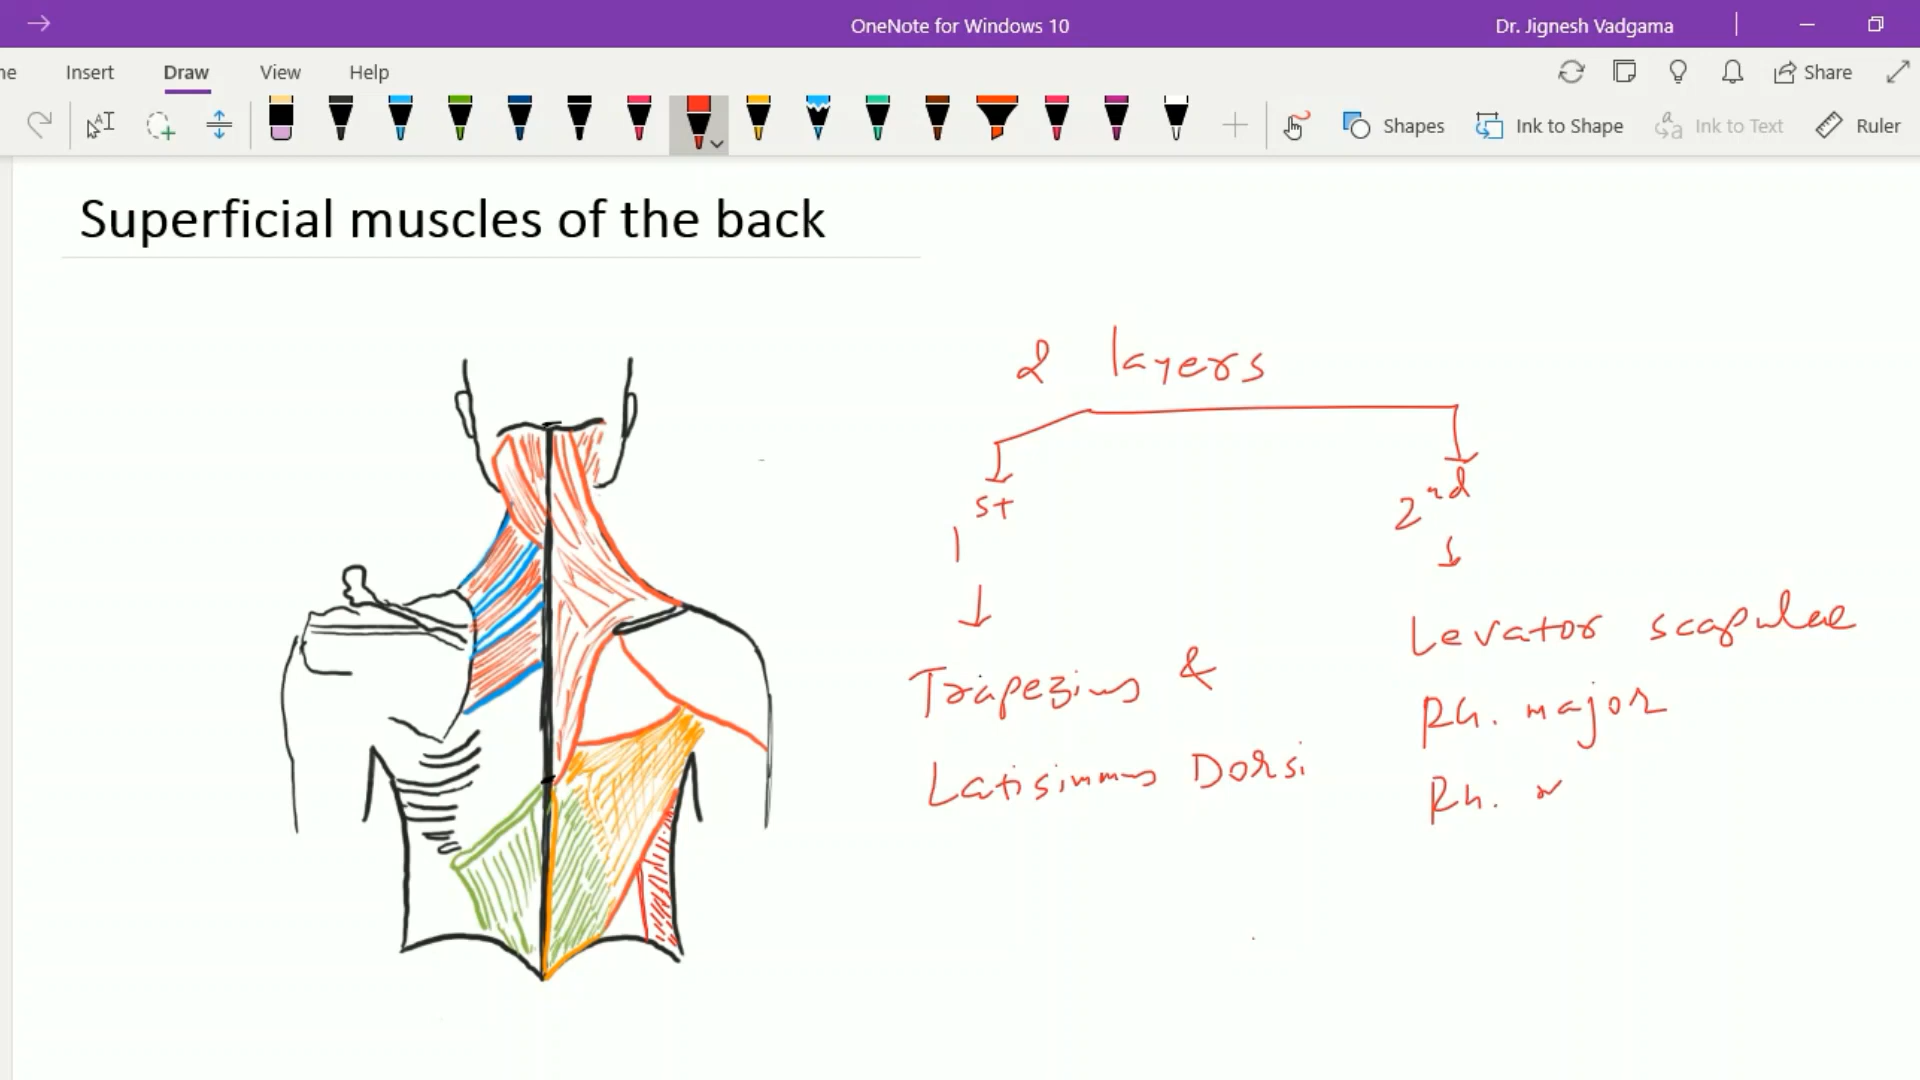 OneNote for Windows 10 Dr. Jignesh Vadgama
ne Insert Draw View Help Share
Shapes Ink to Shape Ink to Text Ruler
Superficial muscles of the back
2 layers
1st 2nd
Trapezius & Levator scapulae
Latisimmus Dorsi Rh. major
Rh.